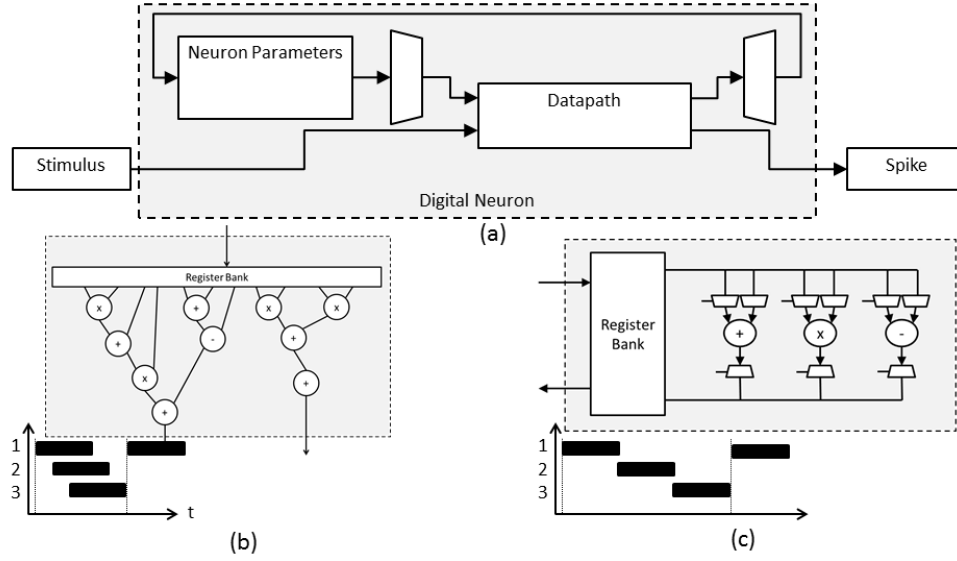 Neuron Parameters
Datapath
Stimulus
Spike
Digital Neuron
(a)
Register Bank
x
+
x
x
+
-
+
x
+
+
+
1
2
3
t
(b)
Register
Bank
+
x
-
1
2
3
(c)